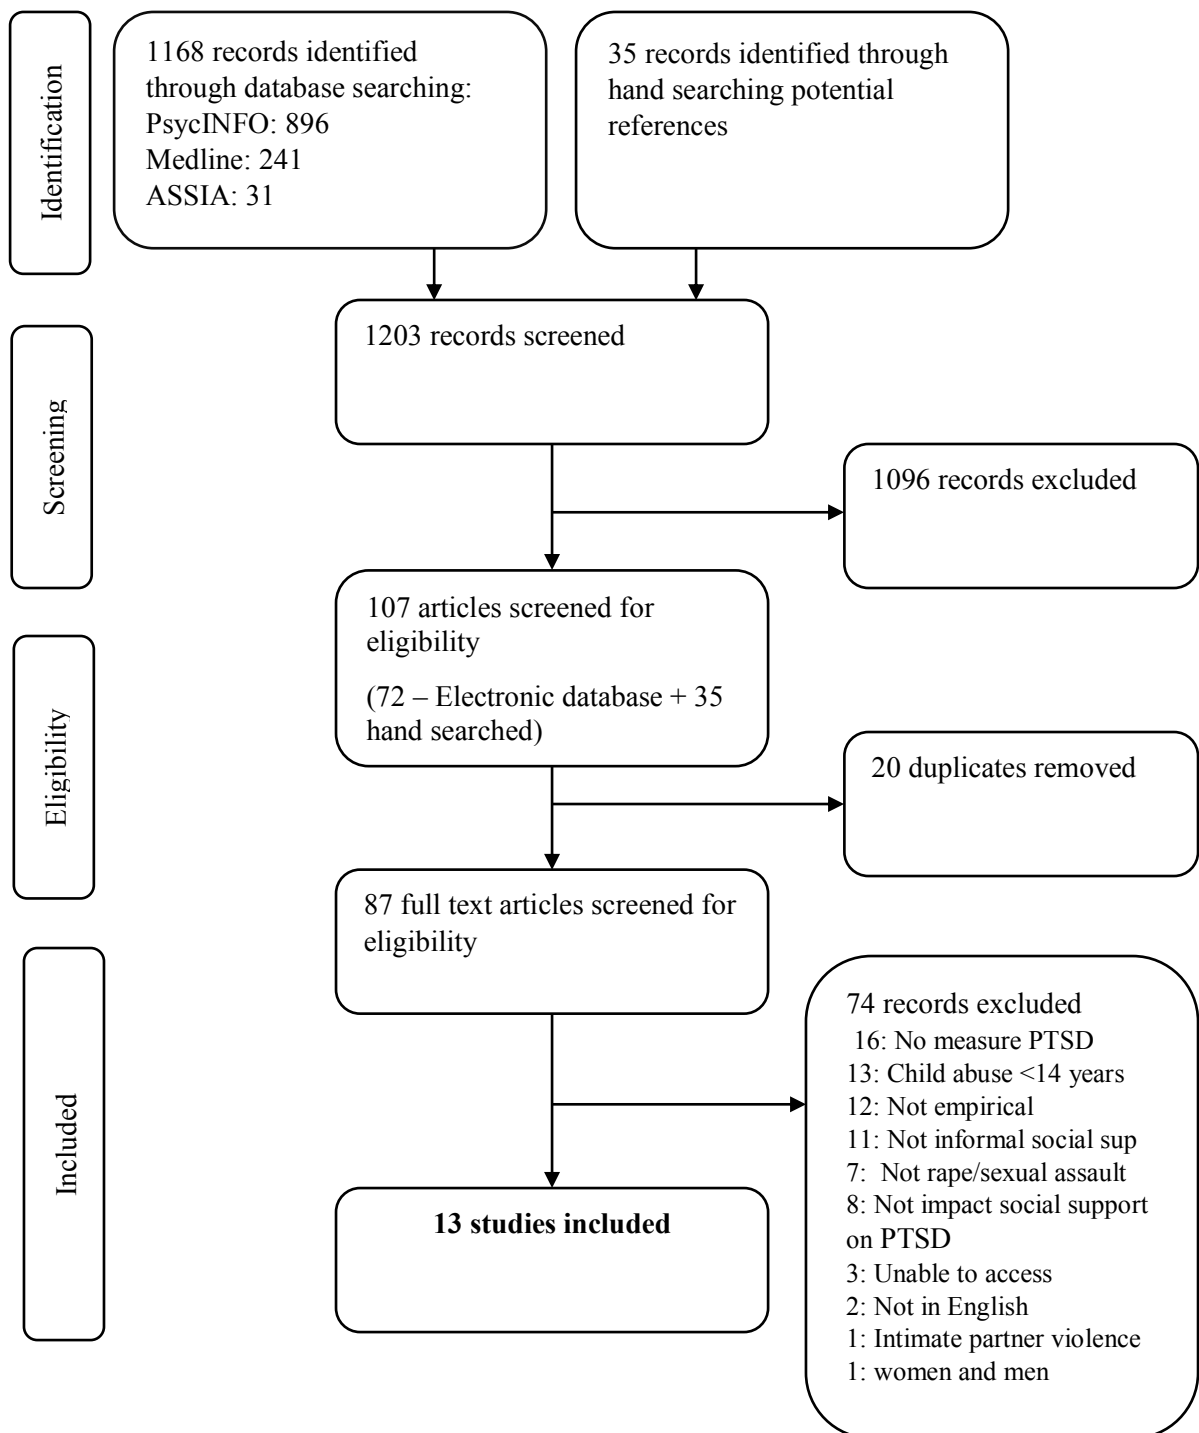 Identification
1168 records identified
through database searching:
PsycINFO: 896
Medline: 241
ASSIA: 31
35 records identified through
hand searching potential
references
Screening
1203 records screened
1096 records excluded
Eligibility
107 articles screened for
eligibility
(72 – Electronic database + 35
hand searched)
20 duplicates removed
87 full text articles screened for
eligibility
Included
74 records excluded
16: No measure PTSD
13: Child abuse <14 years
12: Not empirical
11: Not informal social sup
7: Not rape/sexual assault
8: Not impact social support
on PTSD
3: Unable to access
2: Not in English
1: Intimate partner violence
1: women and men
13 studies included